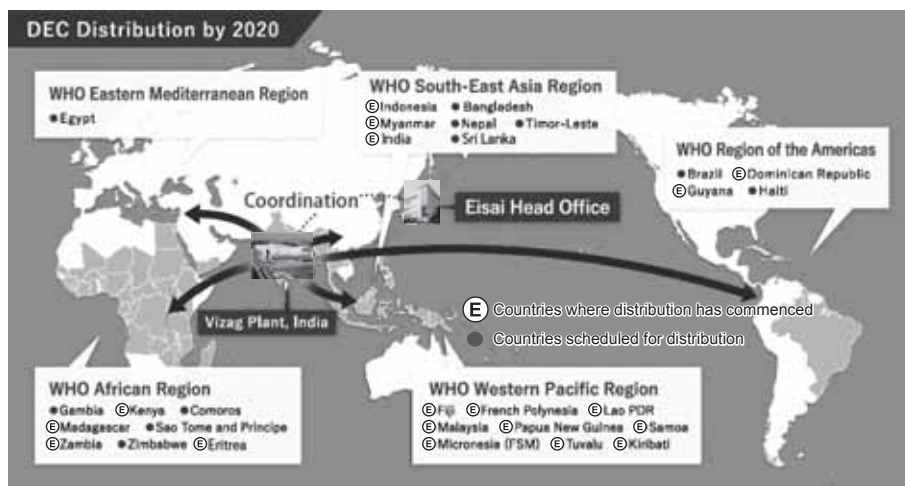 DEC Distribution by 2020
WHO Eastern Mediterranean Region
●Egypt
WHO South-East Asia Region
ⒺIndonesia ●Bangladesh
ⒺMyanmar ●Nepal ●Timor-Leste
ⒺIndia ●Sri Lanka
WHO Region of the Americas
●Brazil ⒺDominican Republic
ⒺGuyana ●Haiti
Coordination
Eisai Head Office
Vizag Plant, India
Ⓔ Countries where distribution has commenced
● Countries scheduled for distribution
WHO African Region
●Gambia ⒺKenya ●Comoros
ⒺMadagascar ●Sao Tome and Principe
ⒺZambia ●Zimbabwe ⒺEritrea
WHO Western Pacific Region
ⒺFiji ⒺFrench Polynesia ⒺLao PDR
ⒺMalaysia ⒺPapua New Guinea ⒺSamoa
ⒺMicronesia (FSM) ⒺTuvalu ⒺKiribati